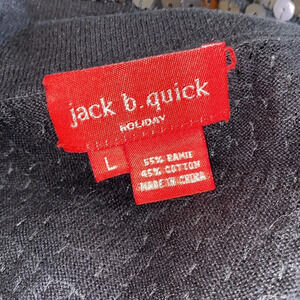 jack b. quick
HOLIDAY
L
55% RAMIE
45% COTTON
MADE IN CHINA